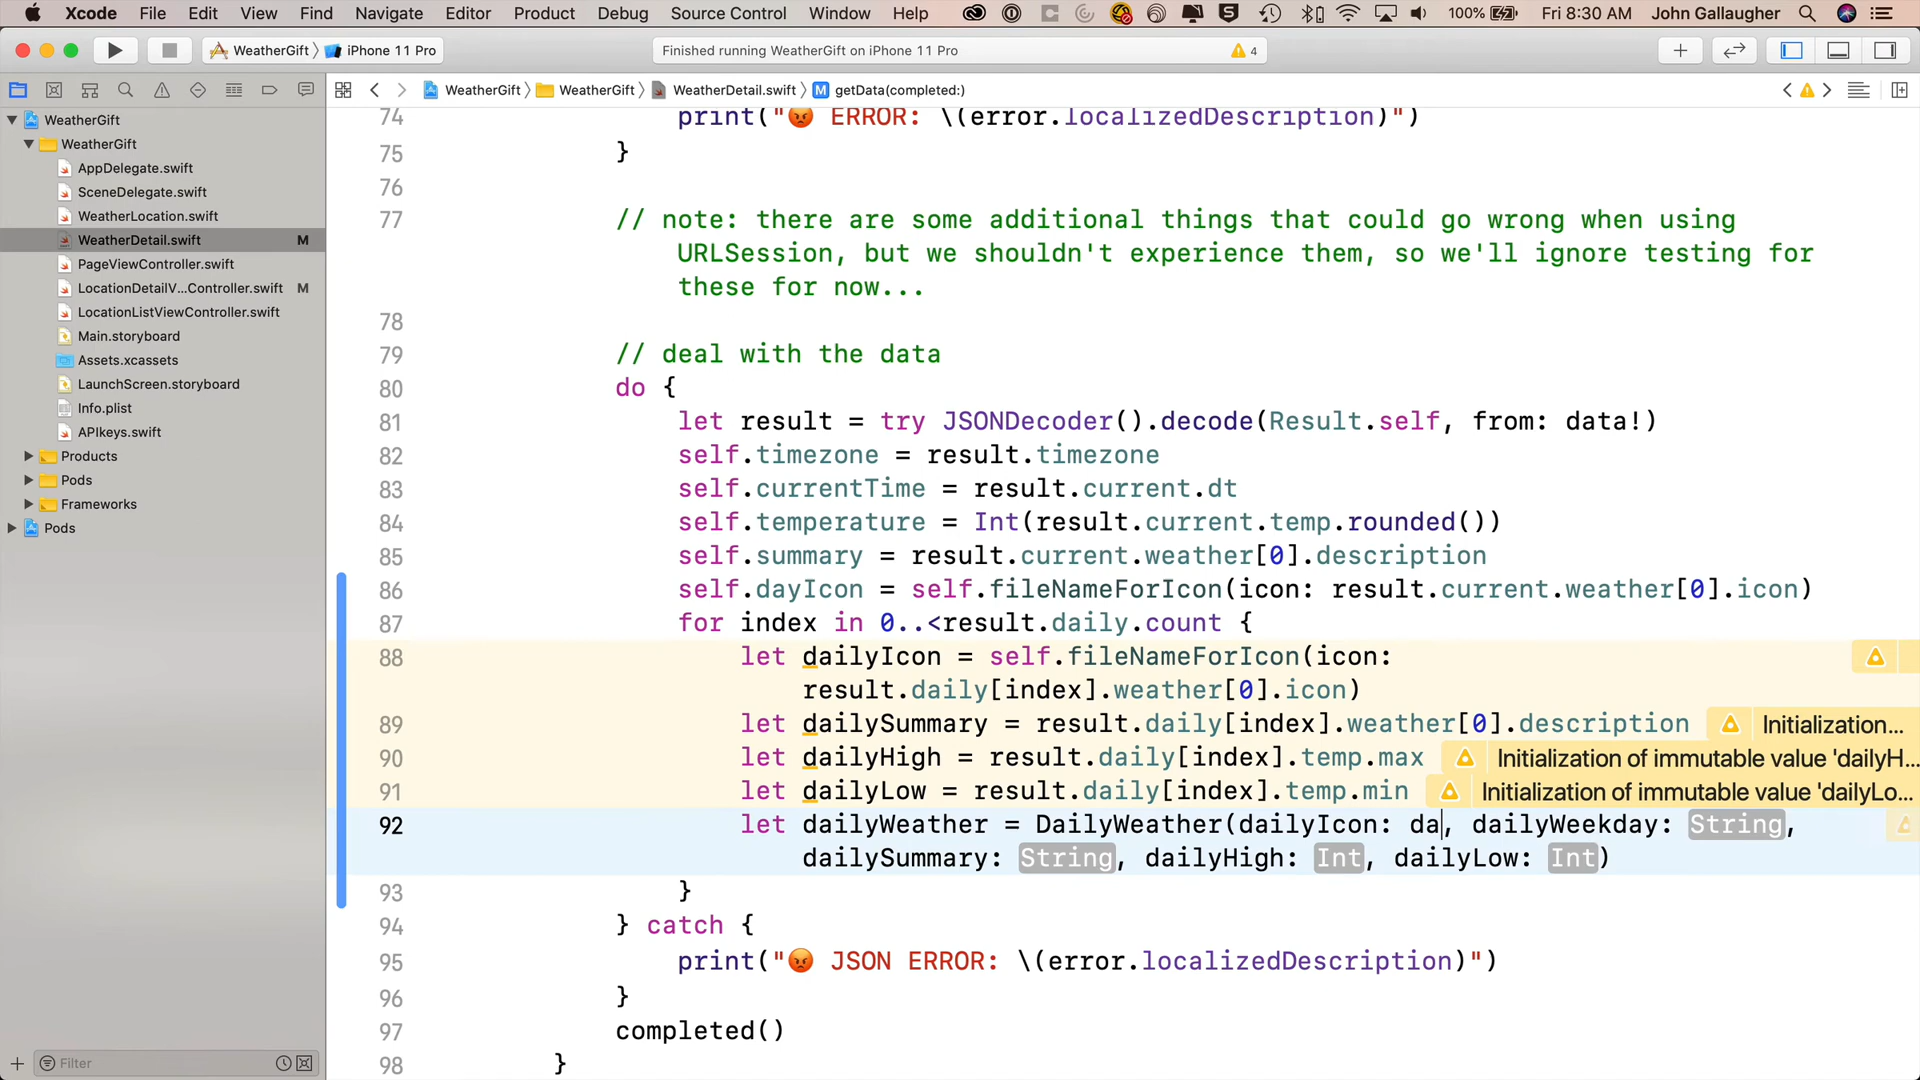 Xcode File Edit View Find Navigate Editor Product Debug Source Control Window Help 100% Fri 8:30 AM John Gallaugher
WeatherGift iPhone 11 Pro Finished running WeatherGift on iPhone 11 Pro 4
WeatherGift WeatherGift WeatherDetail.swift M getData(completed:)
WeatherGift
WeatherGift
AppDelegate.swift
SceneDelegate.swift
WeatherLocation.swift
WeatherDetail.swift M
PageViewController.swift
LocationDetailV...Controller.swift M
LocationListViewController.swift
Main.storyboard
Assets.xcassets
LaunchScreen.storyboard
Info.plist
APIkeys.swift
Products
Pods
Frameworks
Pods
Filter
74 print("😡 ERROR: \(error.localizedDescription)")
75 }
76
77 // note: there are some additional things that could go wrong when using
URLSession, but we shouldn't experience them, so we'll ignore testing for
these for now...
78
79 // deal with the data
80 do {
81 let result = try JSONDecoder().decode(Result.self, from: data!)
82 self.timezone = result.timezone
83 self.currentTime = result.current.dt
84 self.temperature = Int(result.current.temp.rounded())
85 self.summary = result.current.weather[0].description
86 self.dayIcon = self.fileNameForIcon(icon: result.current.weather[0].icon)
87 for index in 0..<result.daily.count {
88 let dailyIcon = self.fileNameForIcon(icon:
result.daily[index].weather[0].icon)
89 let dailySummary = result.daily[index].weather[0].description Initialization...
90 let dailyHigh = result.daily[index].temp.max Initialization of immutable value 'dailyH...
91 let dailyLow = result.daily[index].temp.min Initialization of immutable value 'dailyLo...
92 let dailyWeather = DailyWeather(dailyIcon: da, dailyWeekday: String,
dailySummary: String, dailyHigh: Int, dailyLow: Int)
93 }
94 } catch {
95 print("😡 JSON ERROR: \(error.localizedDescription)")
96 }
97 completed()
98 }